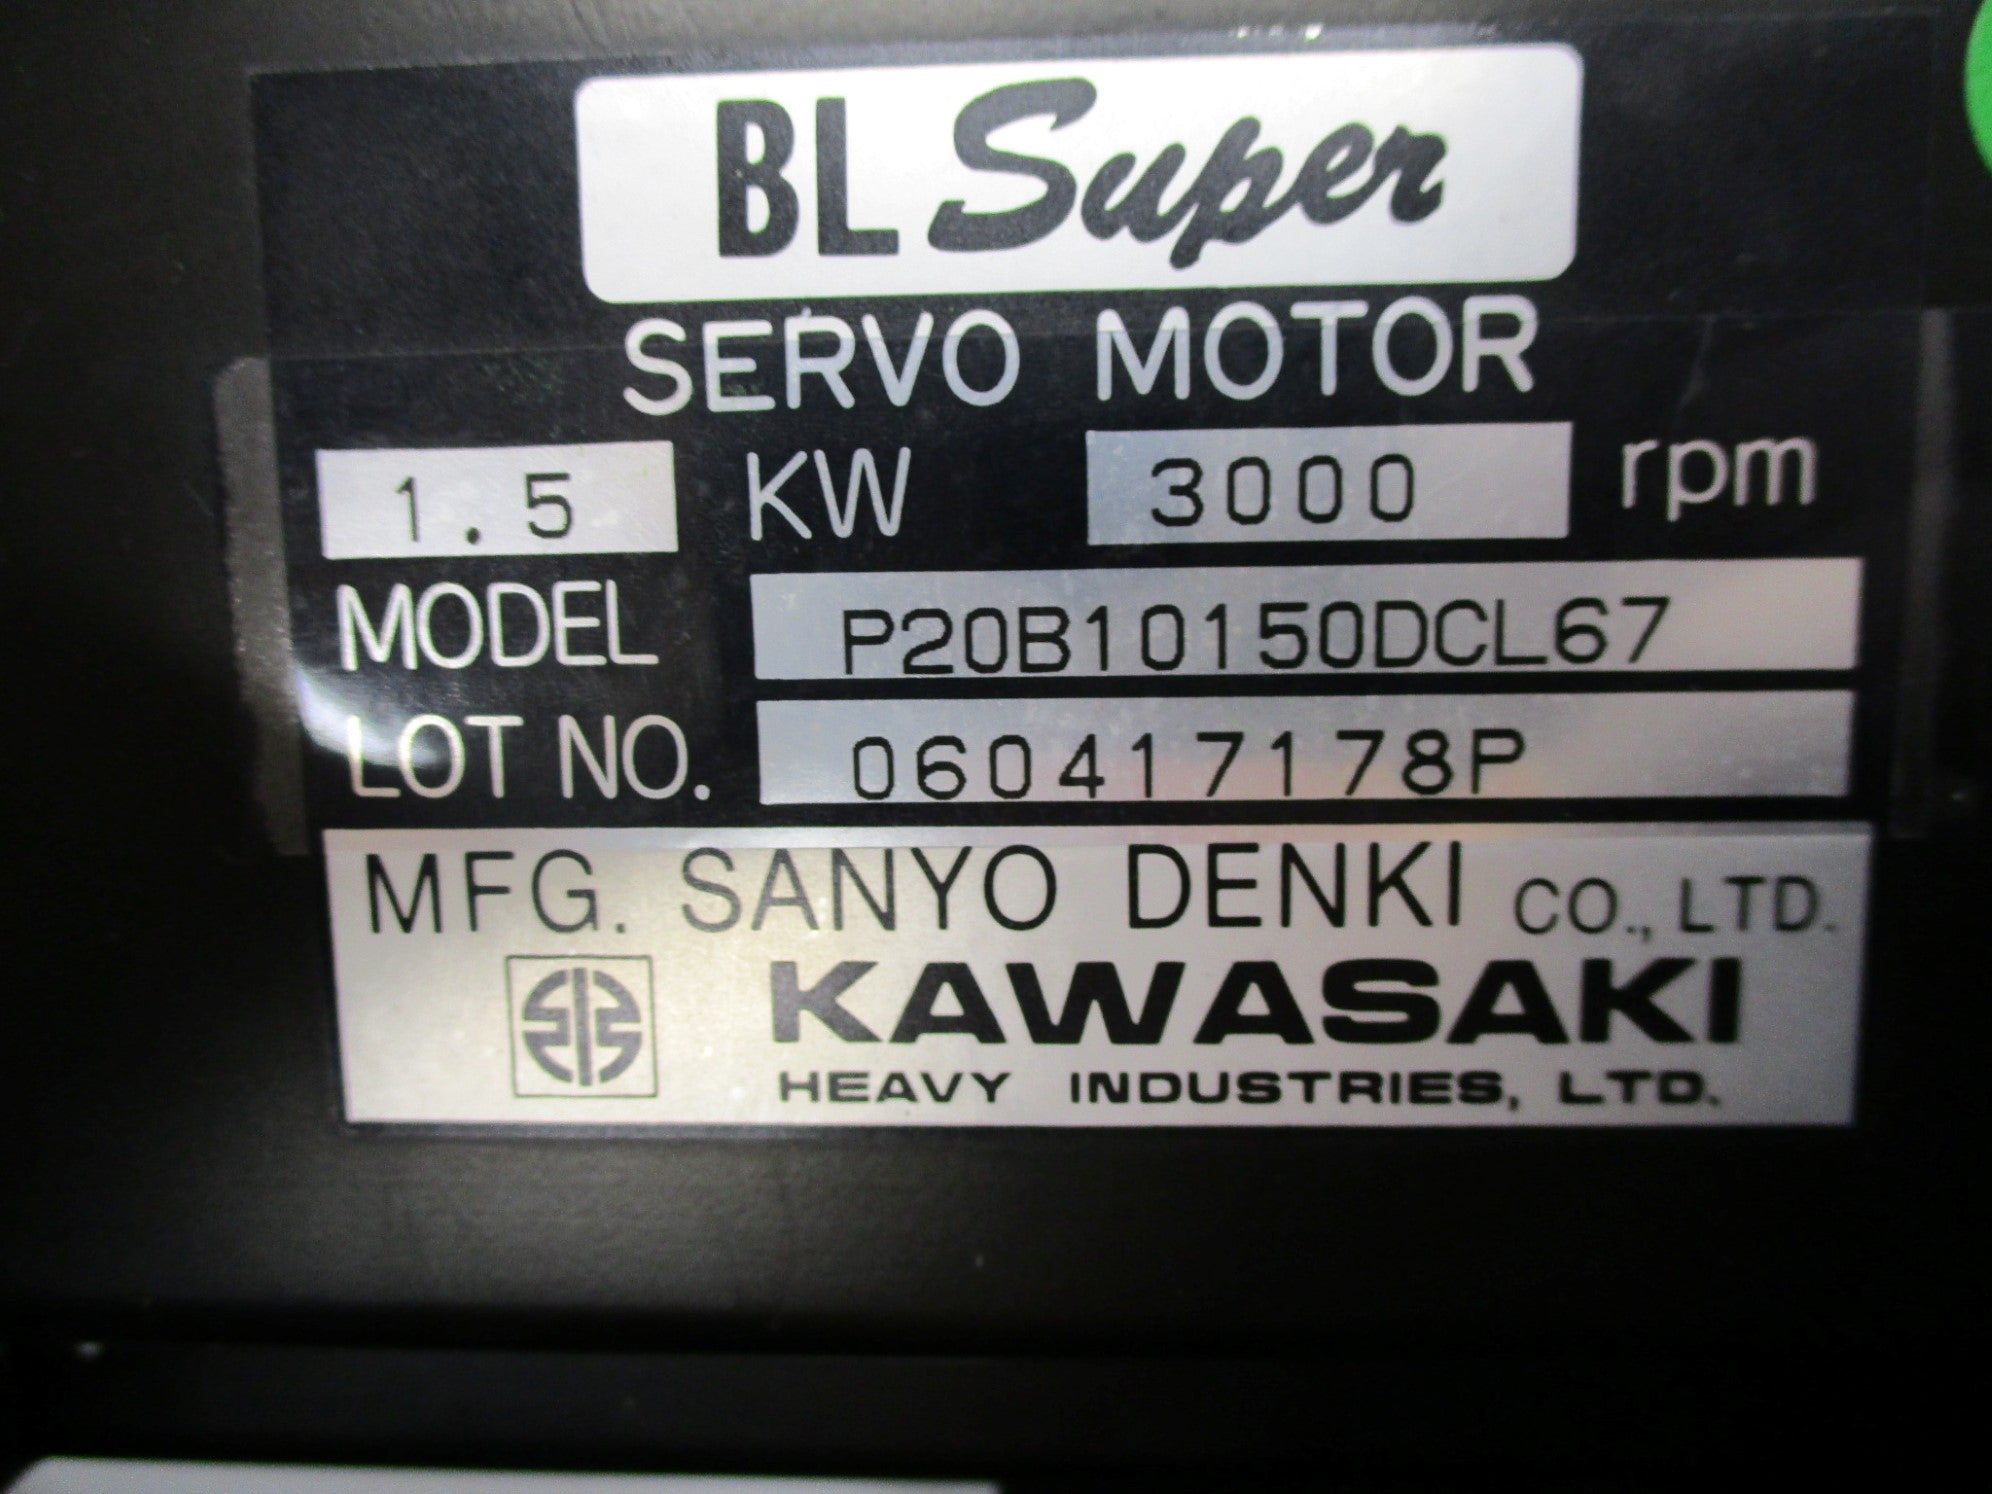 BL Super
SERVO MOTOR
1.5 KW 3000 rpm
MODEL P20B10150DCL67
LOT NO. 060417178P
MFG. SANYO DENKI CO., LTD.
KAWASAKI
HEAVY INDUSTRIES, LTD.